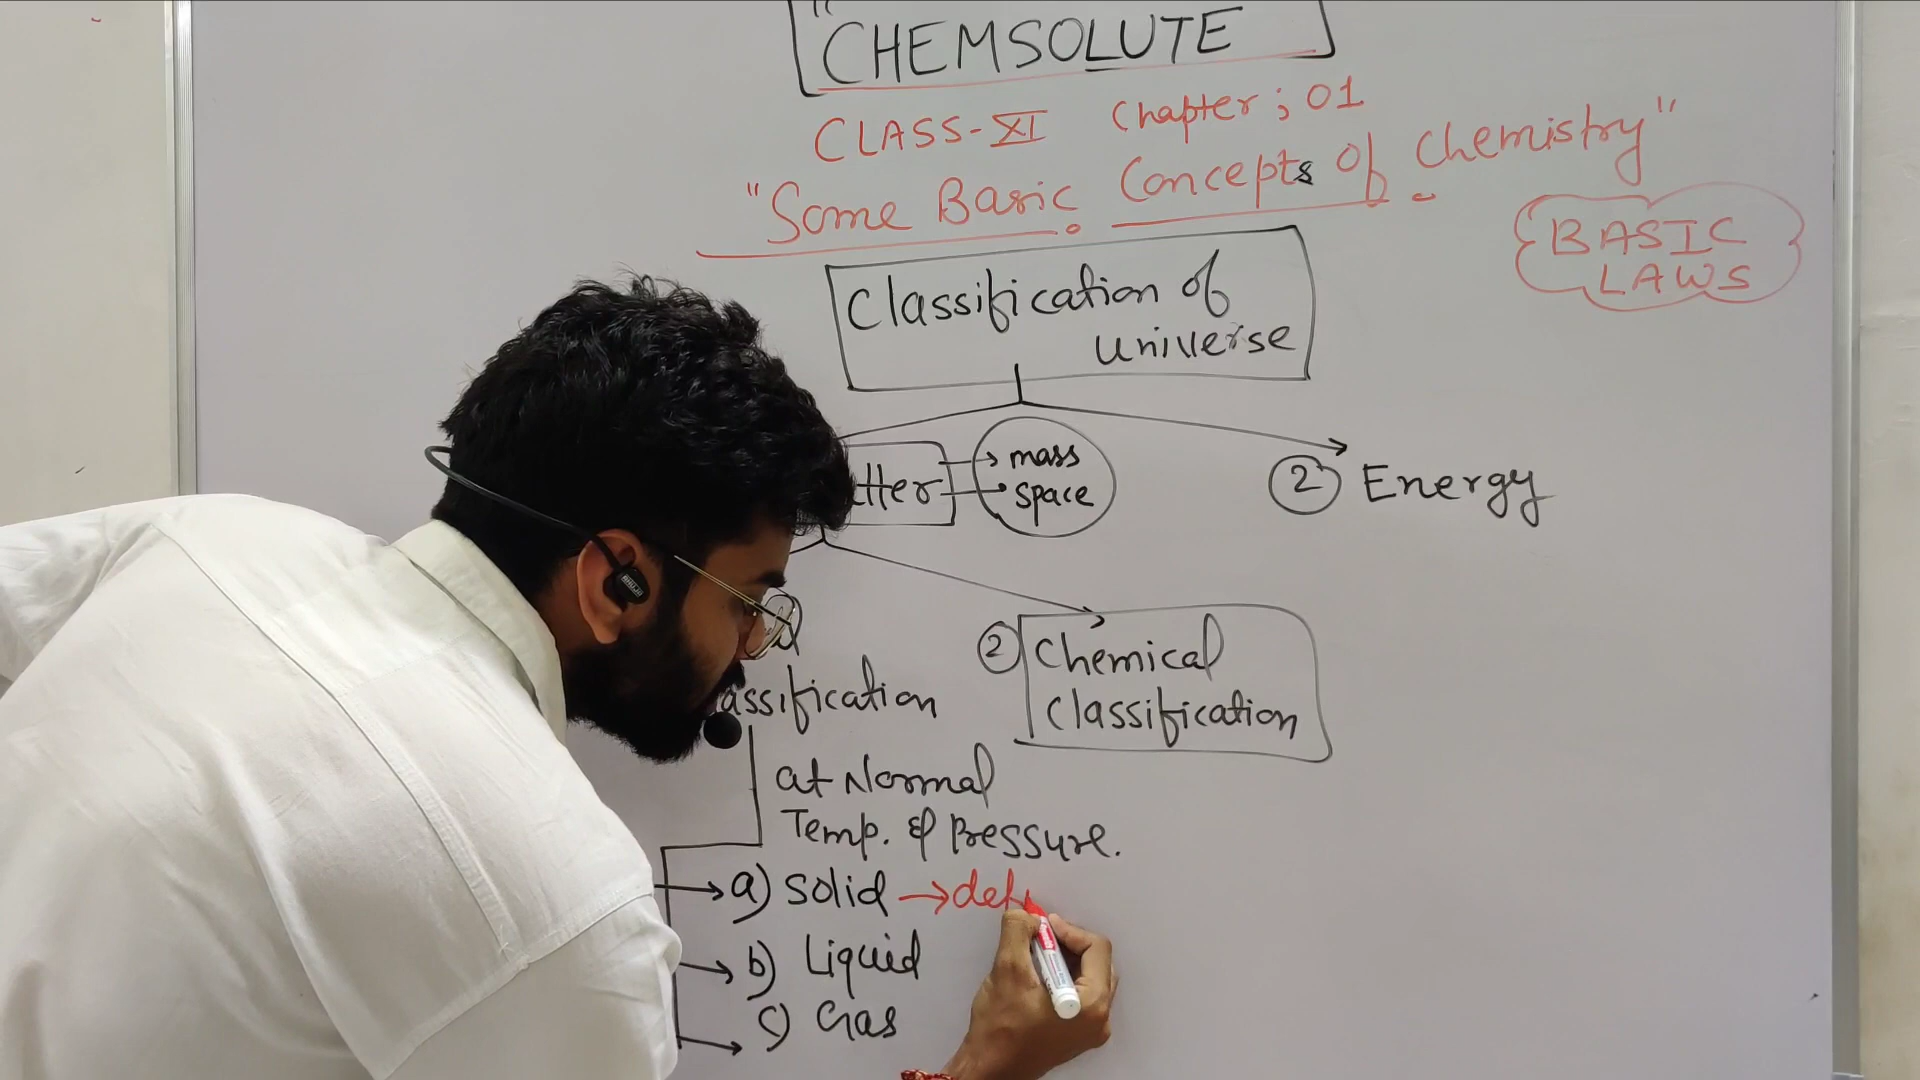 "CHEMSOLUTE
CLASS-XI Chapter; 01
"Some Basic Concepts of Chemistry"
BASIC
LAWS
Classification of
universe
tter
mass
space
2 Energy
assification
2 Chemical
Classification
at Normal
Temp. & Pressure.
a) Solid → def
b) Liquid
c) Gas